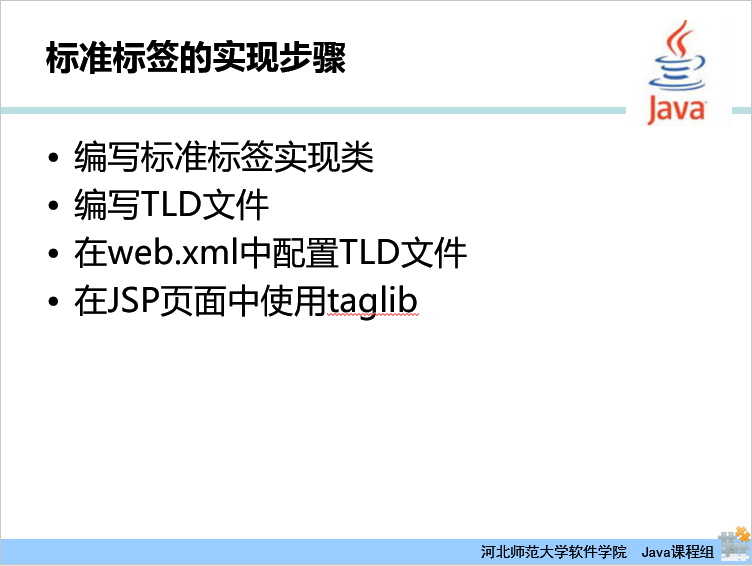 标准标签的实现步骤
Java
• 编写标准标签实现类
• 编写TLD文件
• 在web.xml中配置TLD文件
• 在JSP页面中使用taglib
河北师范大学软件学院 Java课程组